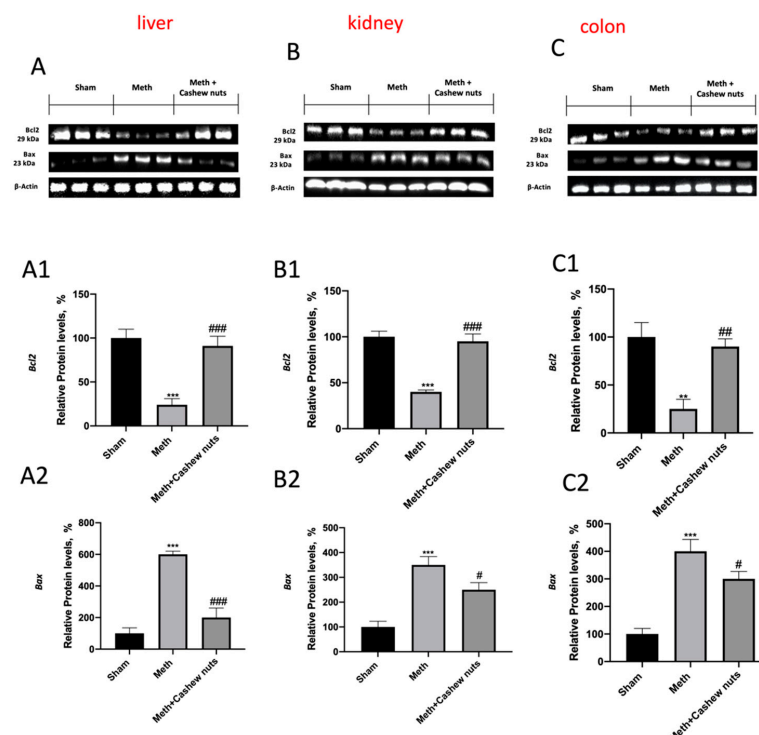 liver
kidney
colon
A
B
C
Sham
Meth
Meth +
Cashew nuts
Sham
Meth
Meth +
Cashew nuts
Sham
Meth
Meth +
Cashew nuts
Bcl2
29 kDa
Bax
23 kDa
β-Actin
Bcl2
29 kDa
Bax
23 kDa
β-Actin
Bcl2
29 kDa
Bax
23 kDa
β-Actin
A1
Bcl2
Relative Protein levels, %
150
100
50
0
***
###
Sham
Meth
Meth+Cashew nuts
B1
Bcl2
Relative Protein levels, %
150
100
50
0
***
###
Sham
Meth
Meth+Cashew nuts
C1
Bcl2
Relative Protein levels, %
150
100
50
0
**
##
Sham
Meth
Meth+Cashew nuts
A2
Bax
Relative Protein levels, %
800
600
400
200
0
***
###
Sham
Meth
Meth+Cashew nuts
B2
Bax
Relative Protein levels, %
500
400
300
200
100
0
***
#
Sham
Meth
Meth+Cashew nuts
C2
Bax
Relative Protein levels, %
500
400
300
200
100
0
***
#
Sham
Meth
Meth+Cashew nuts